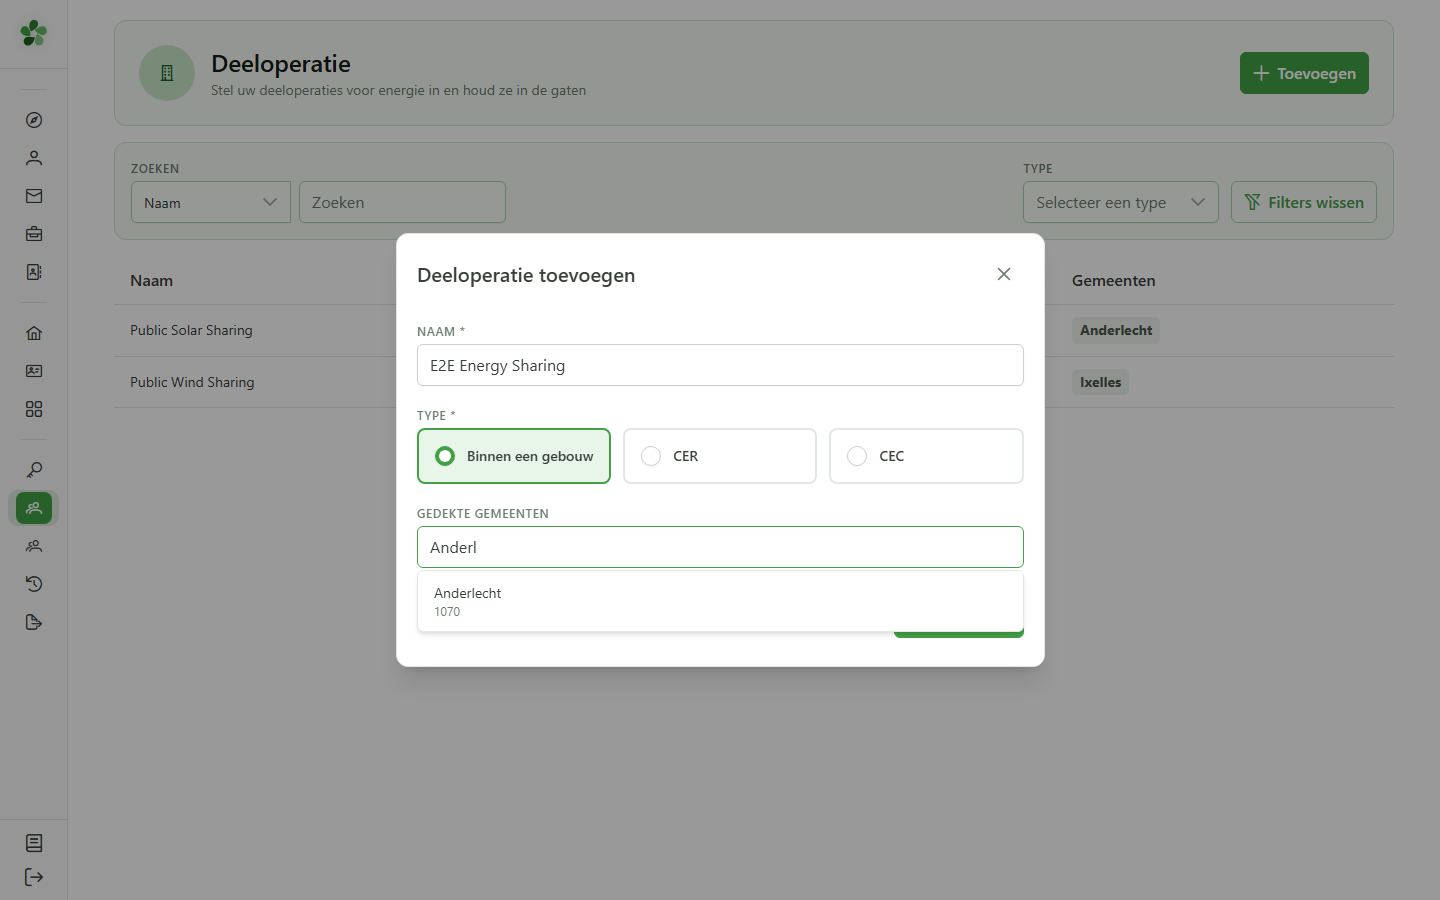 Deeloperatie
Stel uw deeloperaties voor energie in en houd ze in de gaten
Toevoegen
ZOEKEN
TYPE
Naam
Zoeken
Selecteer een type
Filters wissen
Naam
Gemeenten
Public Solar Sharing
Anderlecht
Public Wind Sharing
Ixelles
Deeloperatie toevoegen
NAAM *
E2E Energy Sharing
TYPE *
Binnen een gebouw
CER
CEC
GEDEKTE GEMEENTEN
Anderl
Anderlecht
1070